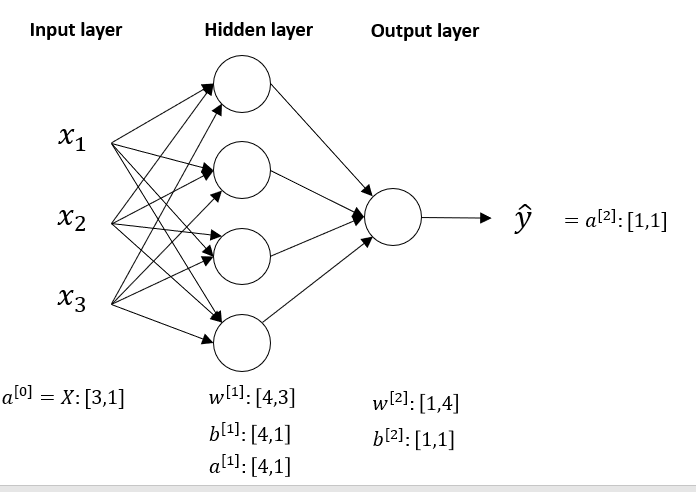 Input layer Hidden layer Output layer
x₁
x₂
x₃
ŷ = a^[2]: [1,1]
a^[0] = X: [3,1] w^[1]: [4,3] w^[2]: [1,4]
b^[1]: [4,1] b^[2]: [1,1]
a^[1]: [4,1]